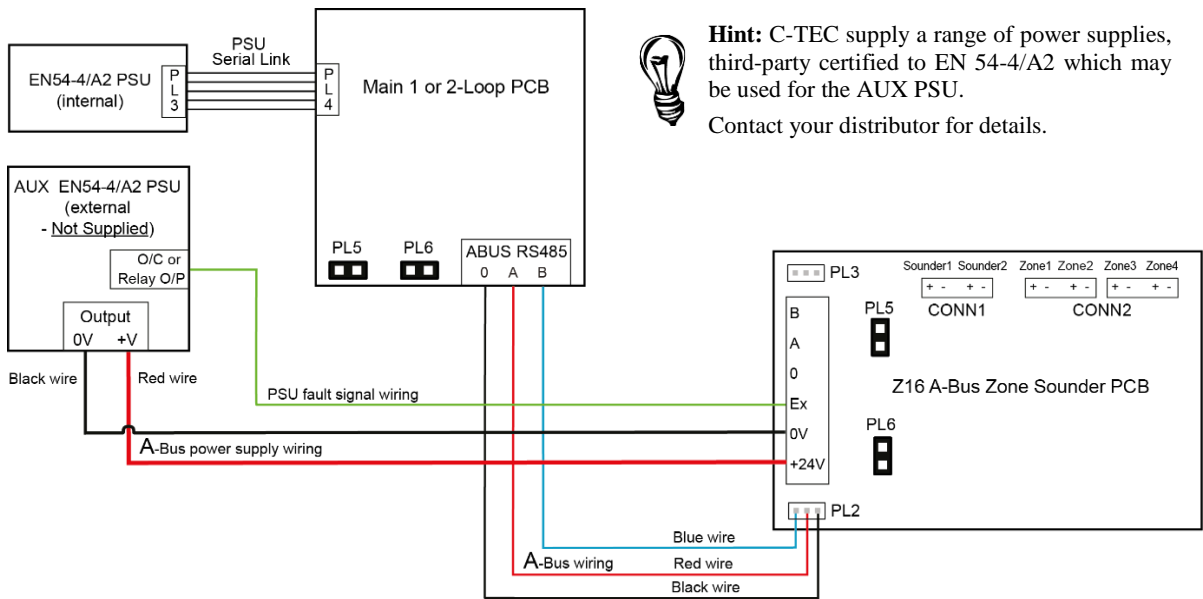 PSU
Serial Link
EN54-4/A2 PSU
(internal)
P
L
3
P
L
4
Main 1 or 2-Loop PCB
Hint: C-TEC supply a range of power supplies,
third-party certified to EN 54-4/A2 which may
be used for the AUX PSU.
Contact your distributor for details.
AUX EN54-4/A2 PSU
(external
- Not Supplied)
O/C or
Relay O/P
Output
0V +V
Black wire
Red wire
PL5
PL6
ABUS RS485
0 A B
PSU fault signal wiring
A-Bus power supply wiring
PL3
Sounder1 Sounder2 Zone1 Zone2 Zone3 Zone4
+ - + - + - + - + - + -
CONN1
CONN2
B
A
0
Ex
0V
+24V
PL5
Z16 A-Bus Zone Sounder PCB
PL6
PL2
Blue wire
A-Bus wiring
Red wire
Black wire